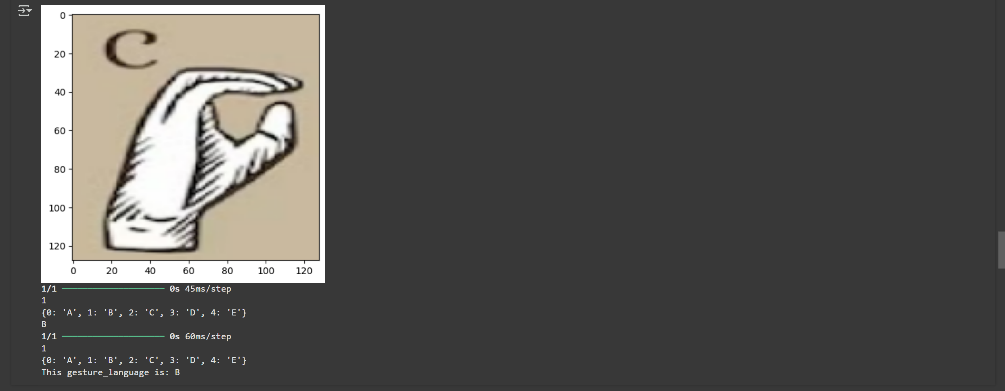 C
0
20
40
60
80
100
120
0 20 40 60 80 100 120
1/1 0s 45ms/step
1
{0: 'A', 1: 'B', 2: 'C', 3: 'D', 4: 'E'}
B
1/1 0s 60ms/step
1
{0: 'A', 1: 'B', 2: 'C', 3: 'D', 4: 'E'}
This gesture_language is: B